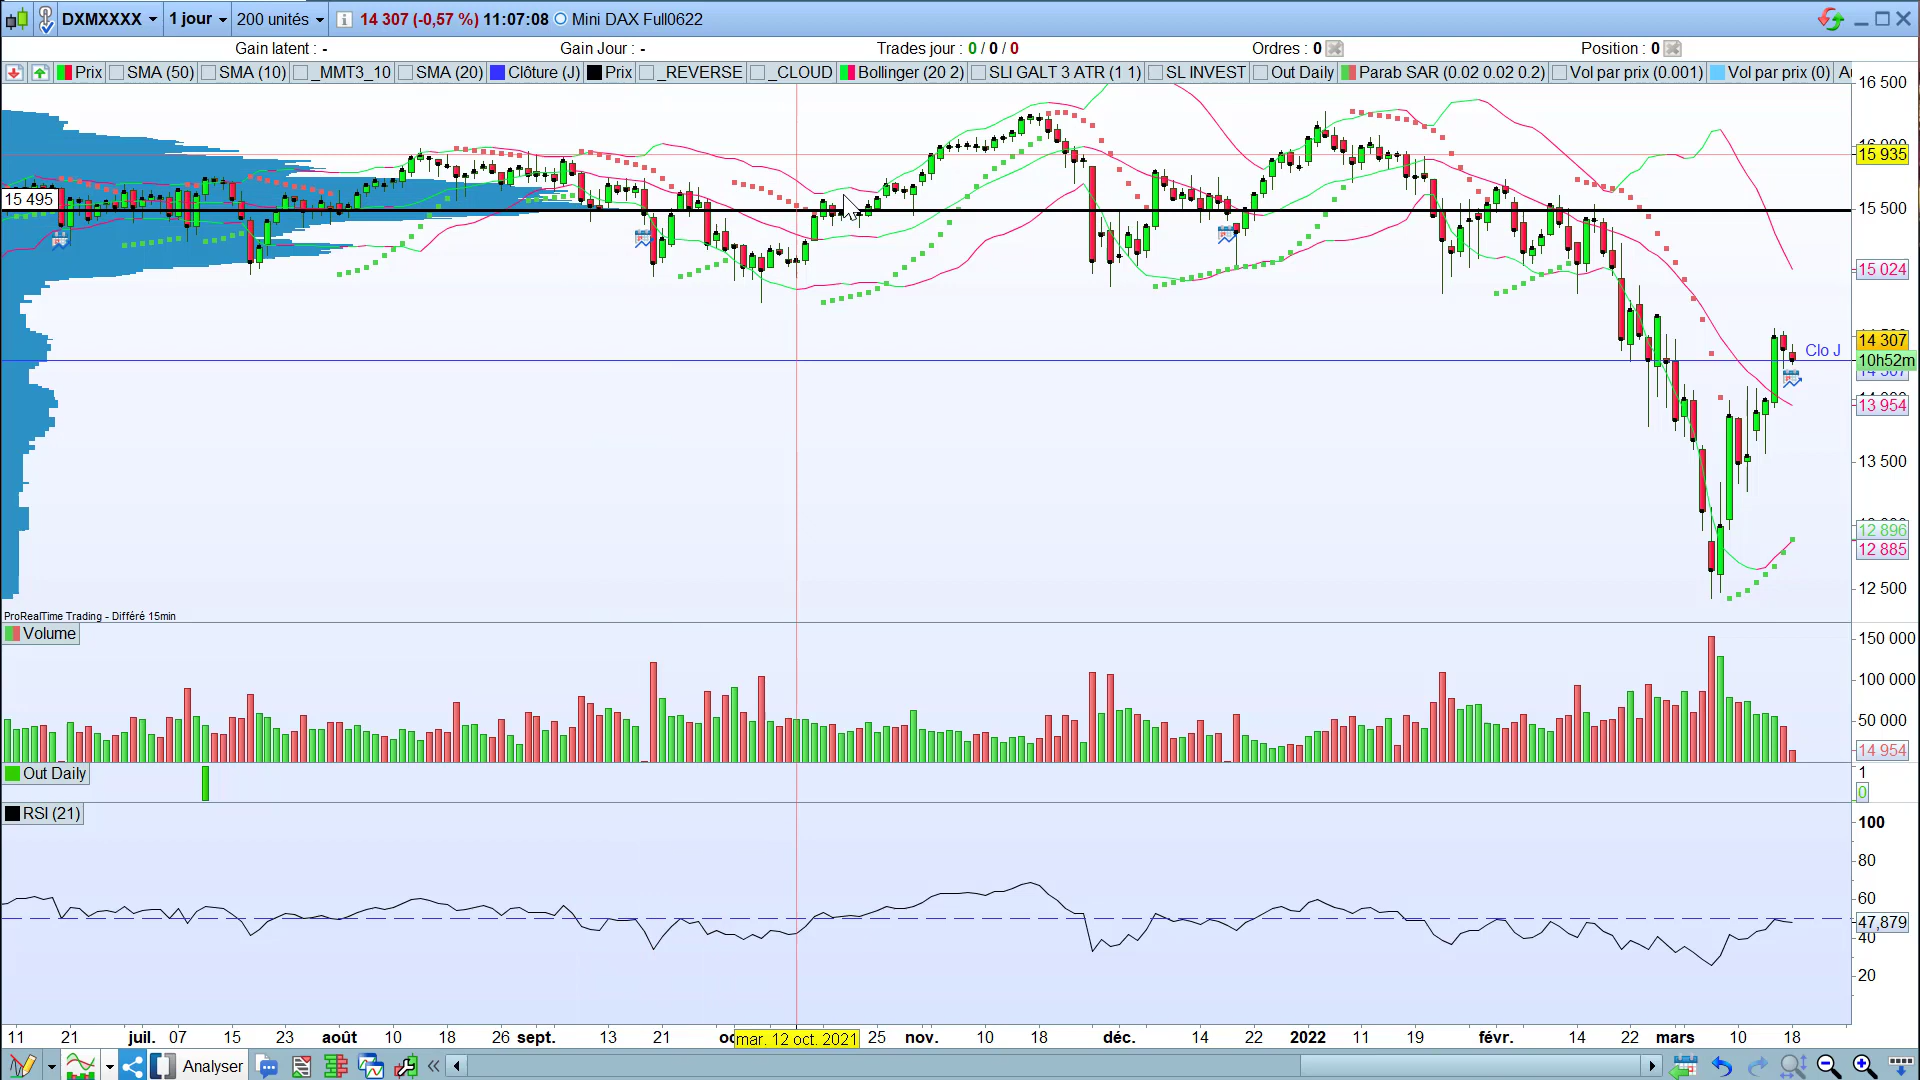 DXMXXXX 1 jour 200 unités 14 307 (-0,57 %) 11:07:08 Mini DAX Full0622
Gain latent : - Gain Jour : - Trades jour : 0 / 0 / 0 Ordres : 0 Position : 0
Prix SMA (50) SMA (10) _MMT3_10 SMA (20) Clôture (J) Prix _REVERSE _CLOUD Bollinger (20 2) SLI GALT 3 ATR (1 1) SL INVEST Out Daily Parab SAR (0.02 0.02 0.2) Vol par prix (0.001) Vol par prix (0)
16 500
15 935
15 495
15 500
15 024
14 307
Clo J
10h52m
13 954
13 500
12 896
12 885
12 500
ProRealTime Trading - Différé 15min
Volume
150 000
100 000
50 000
14 954
Out Daily
1
0
RSI (21)
100
80
60
47,879
40
20
11 21 juil. 07 15 23 août 10 18 26 sept. 13 21 mar. 12 oct. 2021 25 nov. 10 18 déc. 14 22 2022 11 19 févr. 14 22 mars 10 18
Analyser